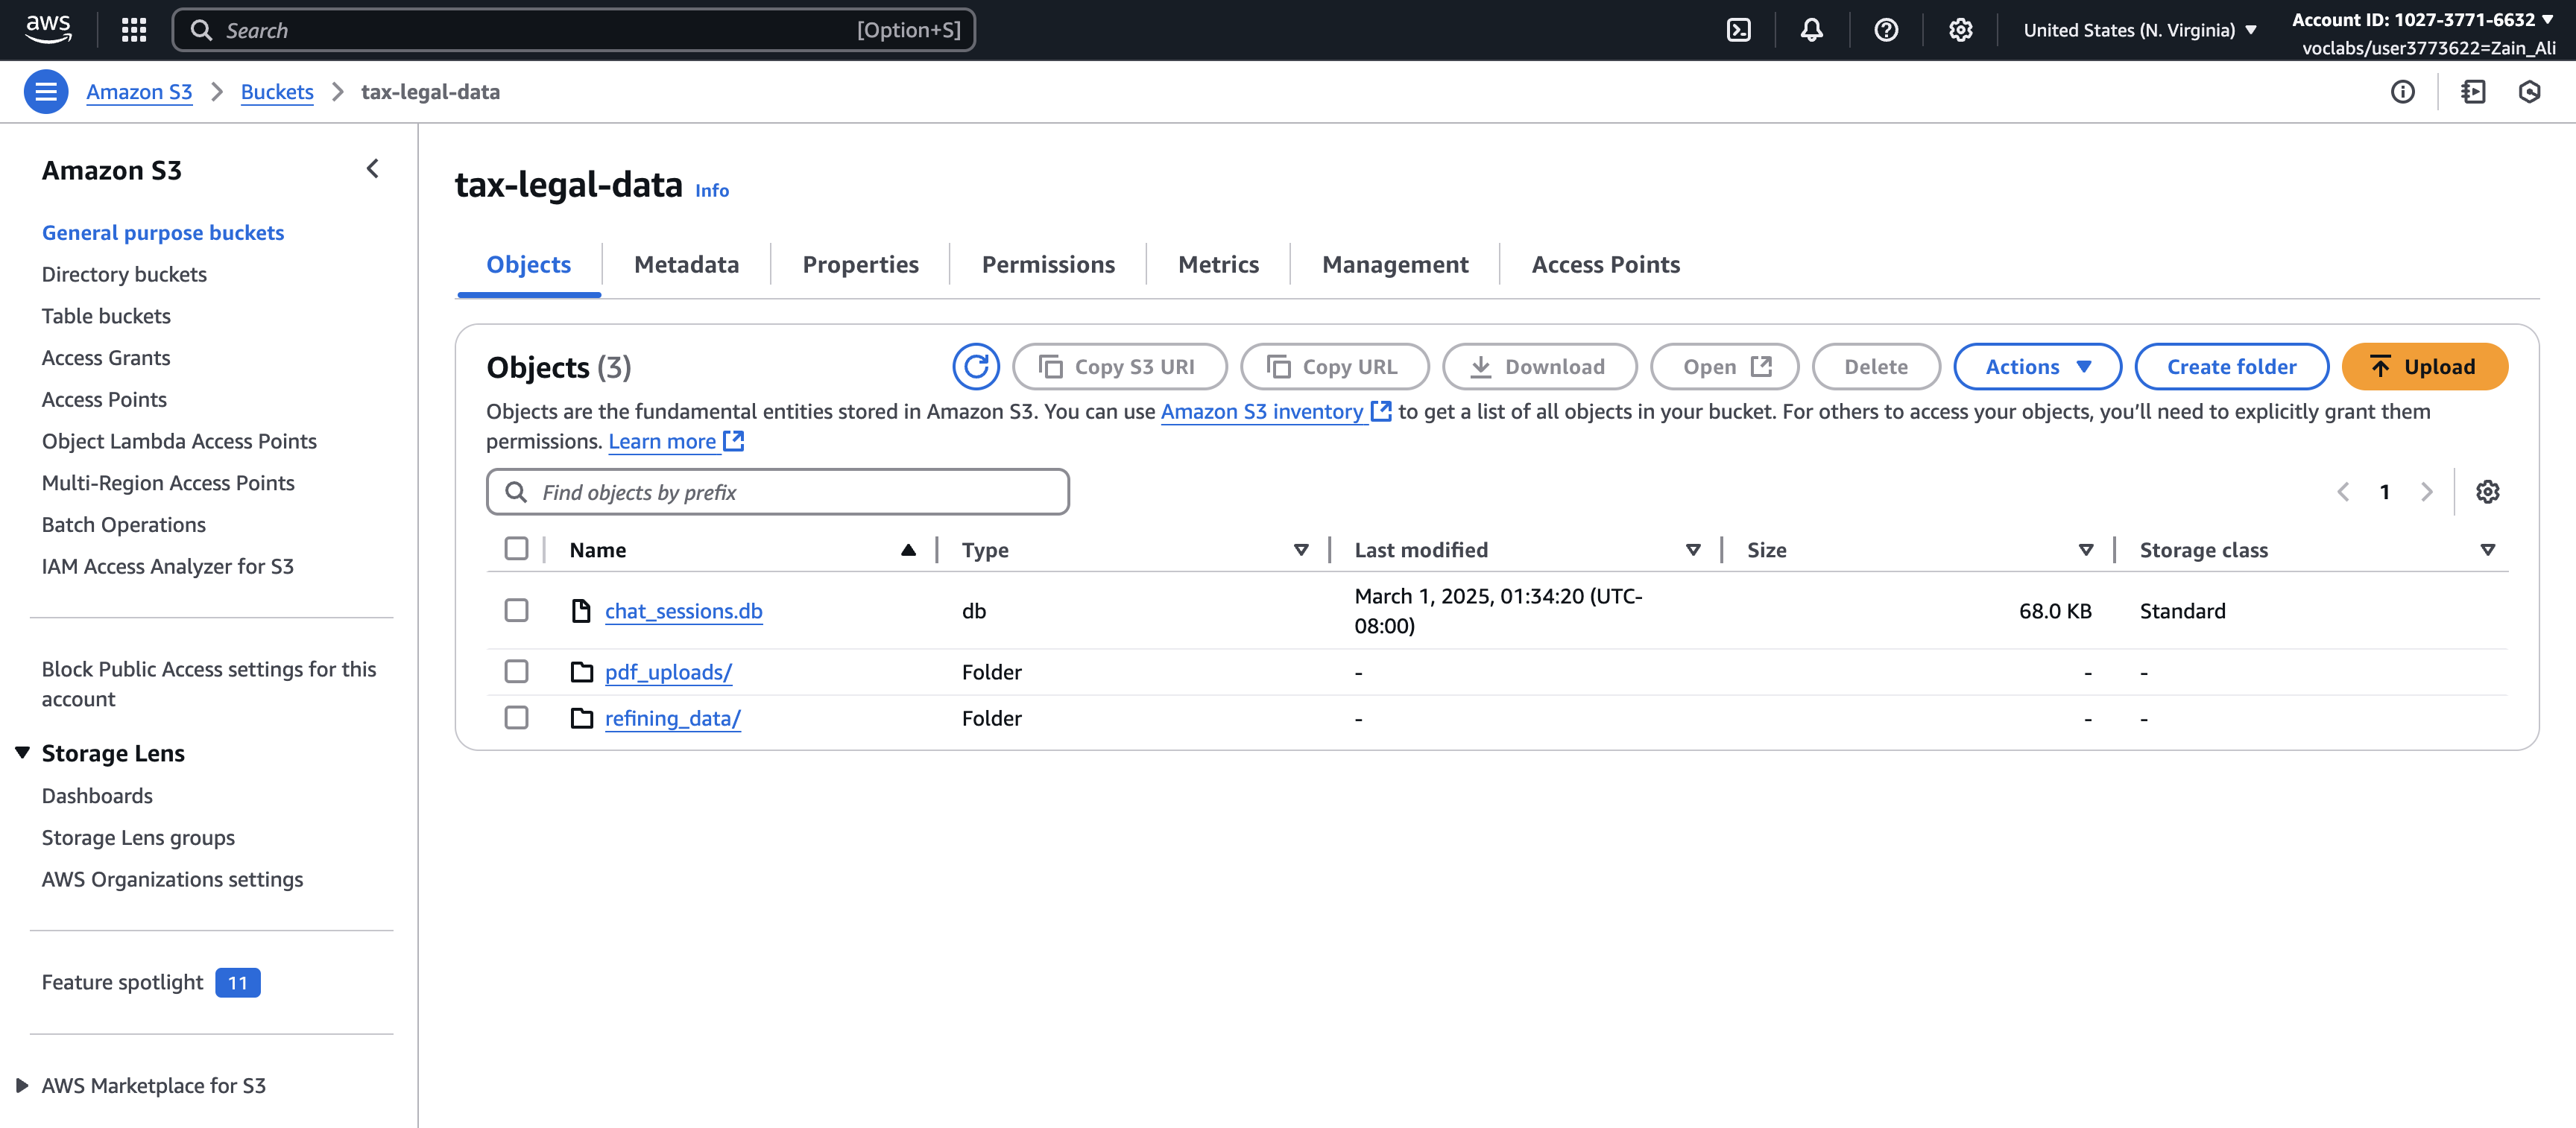 aws
Search
[Option+S]
United States (N. Virginia)
Account ID: 1027-3771-6632
voclabs/user3773622=Zain_Ali
Amazon S3
Buckets
tax-legal-data
Amazon S3
General purpose buckets
Directory buckets
Table buckets
Access Grants
Access Points
Object Lambda Access Points
Multi-Region Access Points
Batch Operations
IAM Access Analyzer for S3
Block Public Access settings for this
account
Storage Lens
Dashboards
Storage Lens groups
AWS Organizations settings
Feature spotlight 11
AWS Marketplace for S3
tax-legal-data Info
Objects Metadata Properties Permissions Metrics Management Access Points
Objects (3)
Copy S3 URI Copy URL Download Open Delete Actions Create folder Upload
Objects are the fundamental entities stored in Amazon S3. You can use Amazon S3 inventory to get a list of all objects in your bucket. For others to access your objects, you’ll need to explicitly grant them
permissions. Learn more
Find objects by prefix
1
Name Type Last modified Size Storage class
chat_sessions.db db March 1, 2025, 01:34:20 (UTC-
08:00) 68.0 KB Standard
pdf_uploads/ Folder - - -
refining_data/ Folder - - -